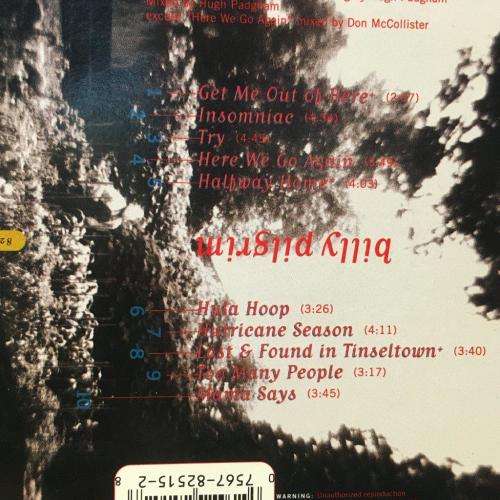 Mixed by Hugh Padgham
except "Here We Go Again" mixed by Don McCollister
1 Get Me Out of Here+ (2:47)
2 Insomniac
3 Try (4:45)
4 Here We Go Again
5 Halfway Home+ (4:03)
billy pilgrim
6 Hula Hoop (3:26)
7 Hurricane Season (4:11)
8 Lost & Found in Tinseltown+ (3:40)
9 Too Many People (3:17)
10 Mama Says (3:45)
0 7567-82515-2 8
WARNING: Unauthorized reproduction